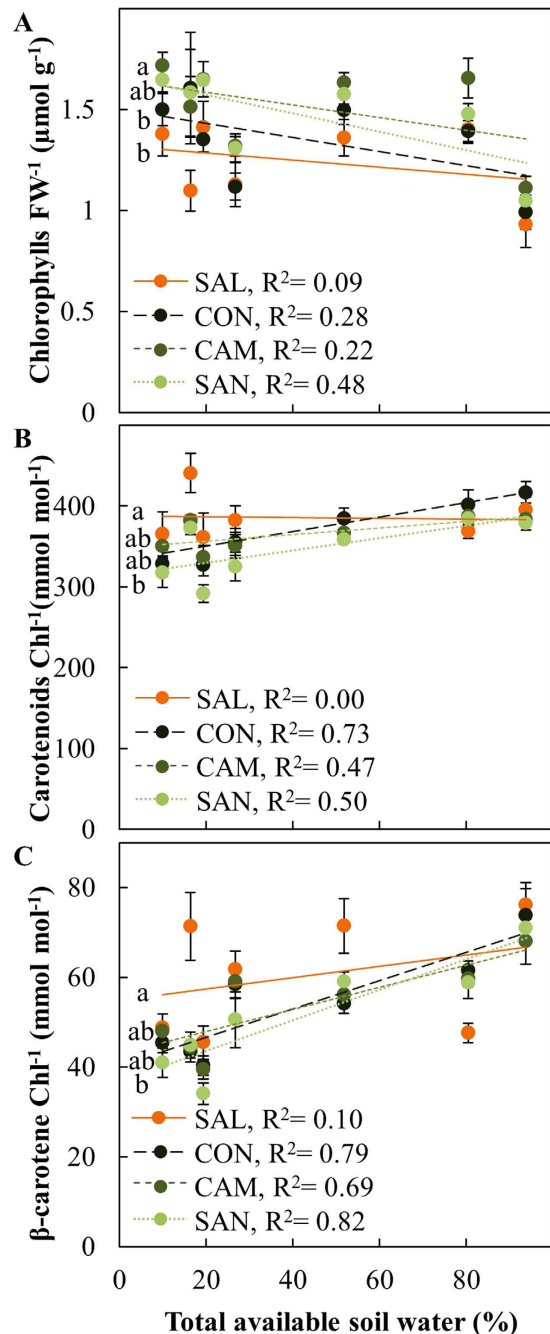 A
Chlorophylls FW⁻¹ (µmol g⁻¹)
1.5
1
0.5
0
a
ab
b
b
SAL, R²= 0.09
CON, R²= 0.28
CAM, R²= 0.22
SAN, R²= 0.48
B
Carotenoids Chl⁻¹(mmol mol⁻¹)
400
300
200
100
0
a
ab
ab
b
SAL, R²= 0.00
CON, R²= 0.73
CAM, R²= 0.47
SAN, R²= 0.50
C
β-carotene Chl⁻¹ (mmol mol⁻¹)
80
60
40
20
0
a
ab
ab
b
SAL, R²= 0.10
CON, R²= 0.79
CAM, R²= 0.69
SAN, R²= 0.82
0 20 40 60 80
Total available soil water (%)